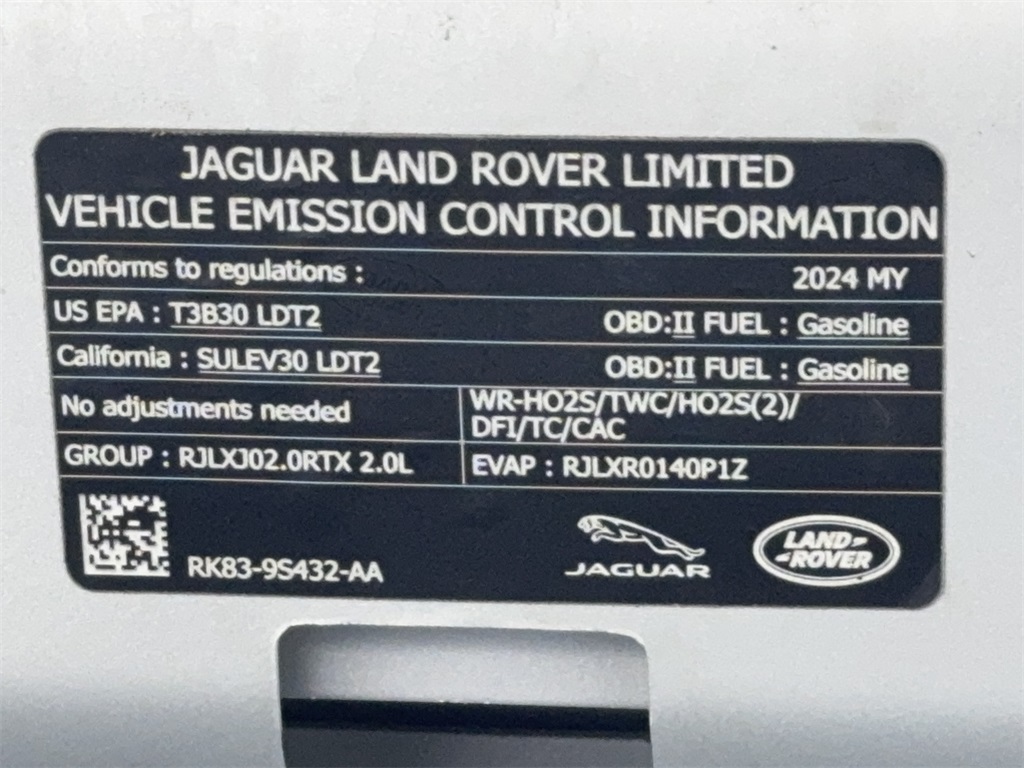 JAGUAR LAND ROVER LIMITED
VEHICLE EMISSION CONTROL INFORMATION
Conforms to regulations : 2024 MY
US EPA : T3B30 LDT2 OBD:II FUEL : Gasoline
California : SULEV30 LDT2 OBD:II FUEL : Gasoline
No adjustments needed
WR-HO2S/TWC/HO2S(2)/
DFI/TC/CAC
GROUP : RJLXJ02.0RTX 2.0L EVAP : RJLXR0140P1Z
RK83-9S432-AA
JAGUAR
LAND
ROVER